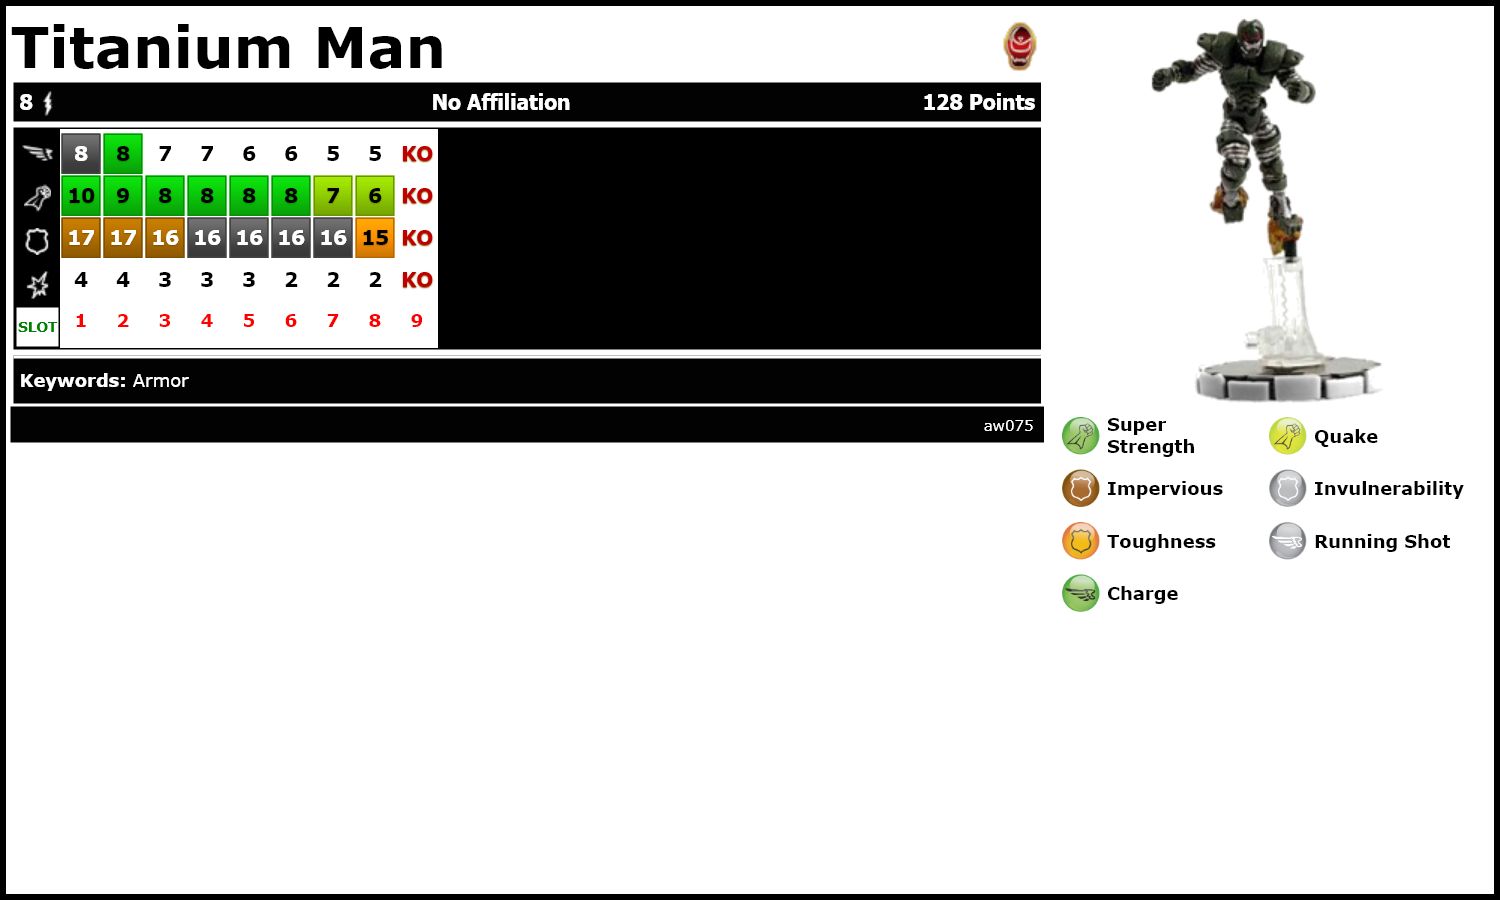 Titanium Man
8 No Affiliation 128 Points
8 8 7 7 6 6 5 5 KO
10 9 8 8 8 8 7 6 KO
17 17 16 16 16 16 16 15 KO
4 4 3 3 3 2 2 2 KO
SLOT 1 2 3 4 5 6 7 8 9
Keywords: Armor
aw075
Super
Strength
Quake
Impervious
Invulnerability
Toughness
Running Shot
Charge